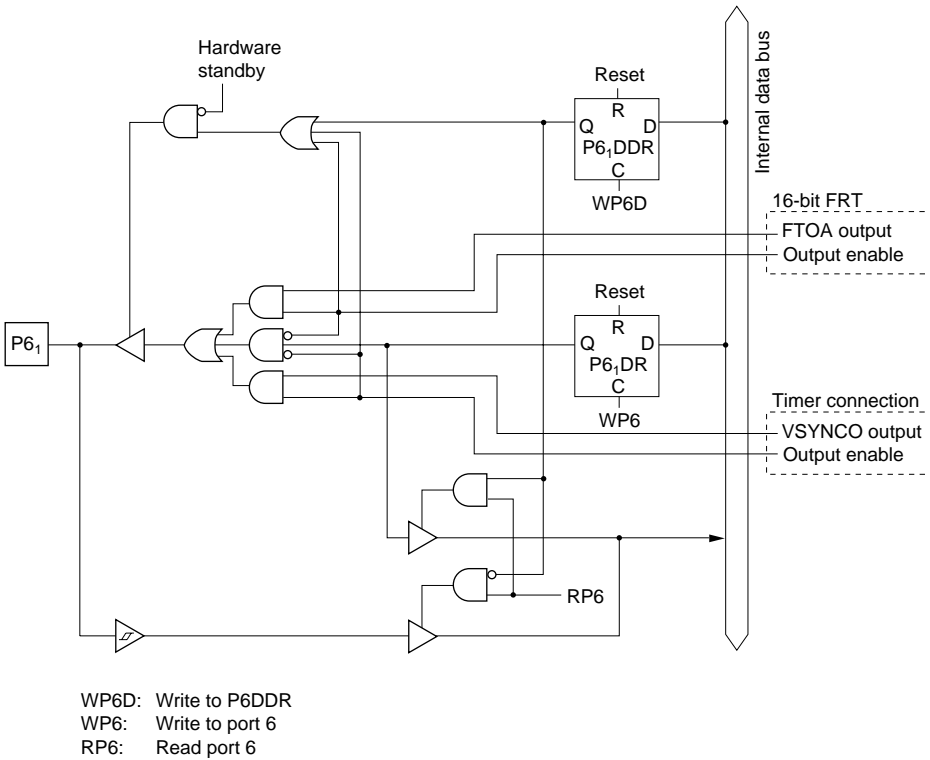 Hardware
standby
Internal data bus
Reset
R
Q D
P6₁DDR
C
WP6D
16-bit FRT
FTOA output
Output enable
Reset
R
Q D
P6₁DR
C
WP6
P6₁
Timer connection
VSYNCO output
Output enable
RP6
WP6D: Write to P6DDR
WP6: Write to port 6
RP6: Read port 6